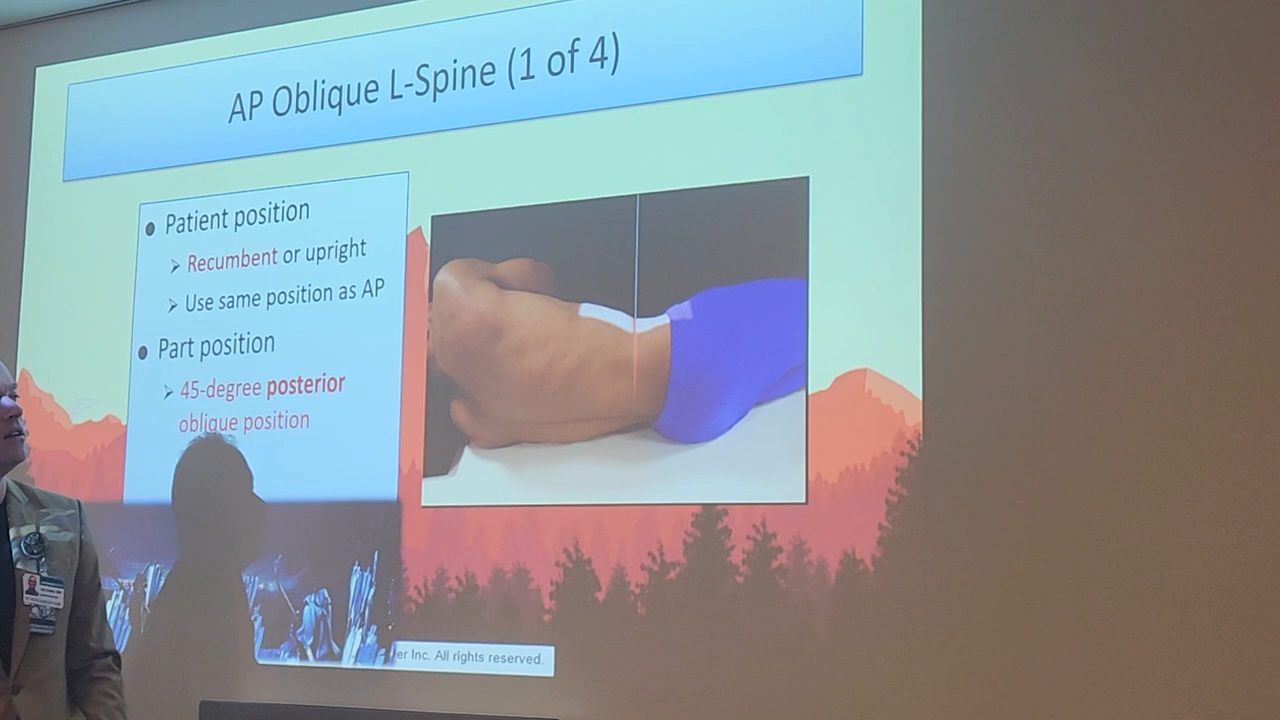 AP Oblique L-Spine (1 of 4)
Patient position
Recumbent or upright
Use same position as AP
Part position
45-degree posterior
oblique position
er Inc. All rights reserved.